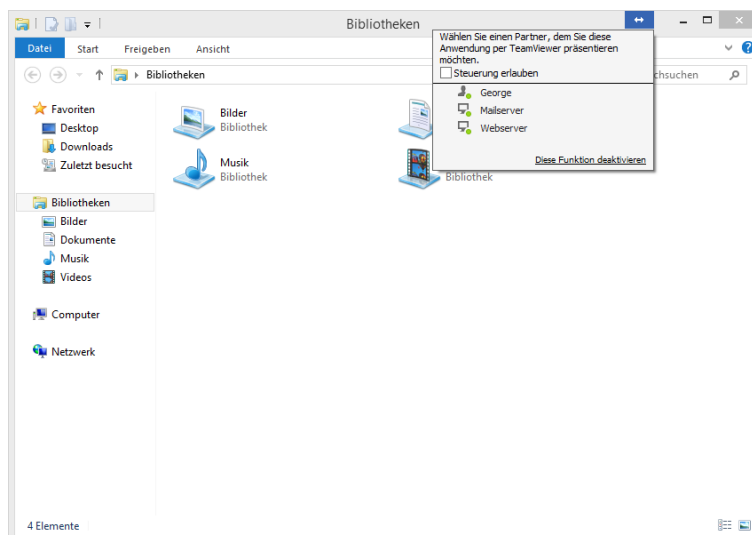 Bibliotheken
Wählen Sie einen Partner, dem Sie diese
Anwendung per TeamViewer präsentieren
möchten.
Steuerung erlauben
George
Mailserver
Webserver
Diese Funktion deaktivieren
Datei Start Freigeben Ansicht
Bibliotheken
chsuchen
Favoriten
Desktop
Downloads
Zuletzt besucht
Bibliotheken
Bilder
Dokumente
Musik
Videos
Computer
Netzwerk
Bilder
Bibliothek
Musik
Bibliothek
Bibliothek
4 Elemente